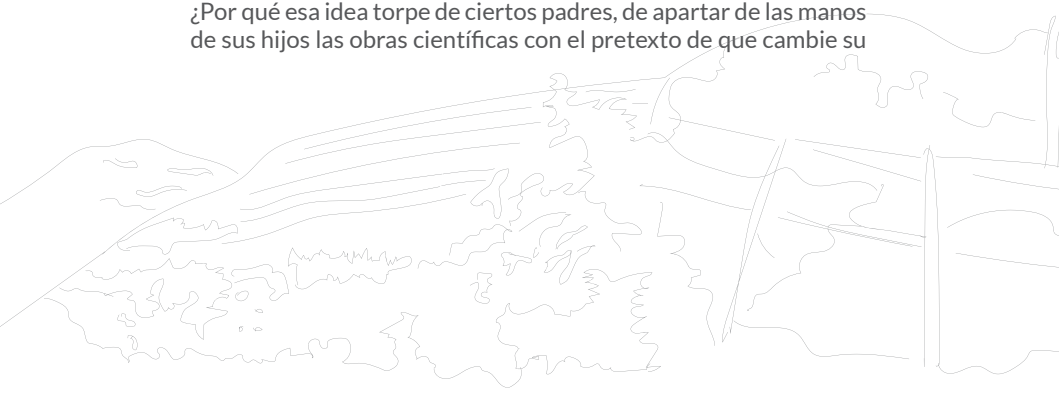 ¿Por qué esa idea torpe de ciertos padres, de apartar de las manos
de sus hijos las obras científicas con el pretexto de que cambie su